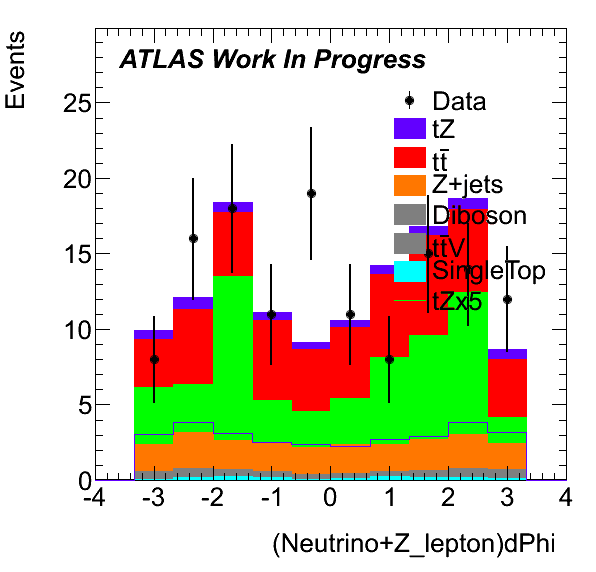 Events
ATLAS Work In Progress
Data
tZ
tt̄
Z+jets
Diboson
tt̄V
SingleTop
tZx5
25
20
15
10
5
0
-4 -3 -2 -1 0 1 2 3 4
(Neutrino+Z_lepton)dPhi